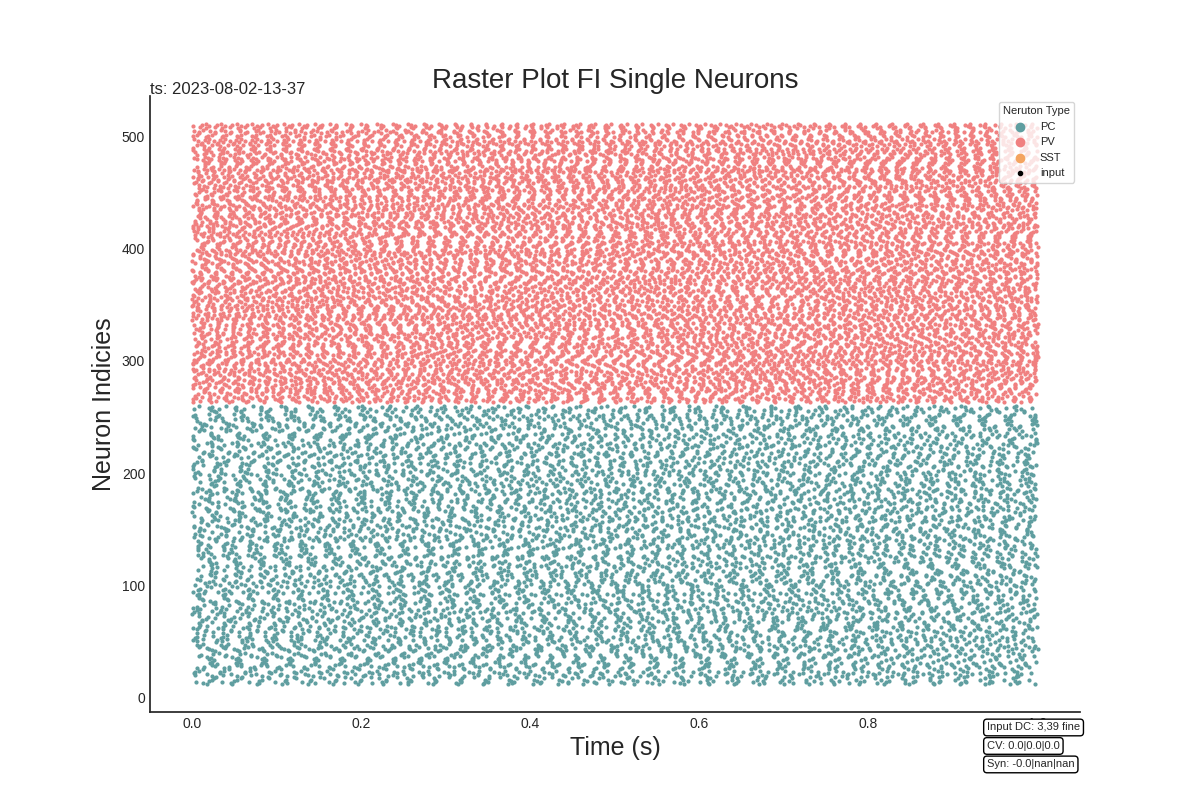 Raster Plot FI Single Neurons
ts: 2023-08-02-13-37
Neruton Type
PC
PV
SST
input
500
400
300
200
100
0
Neuron Indicies
0.0 0.2 0.4 0.6 0.8
Time (s)
Input DC: 3,39 fine
CV: 0.0|0.0|0.0
Syn: -0.0|nan|nan